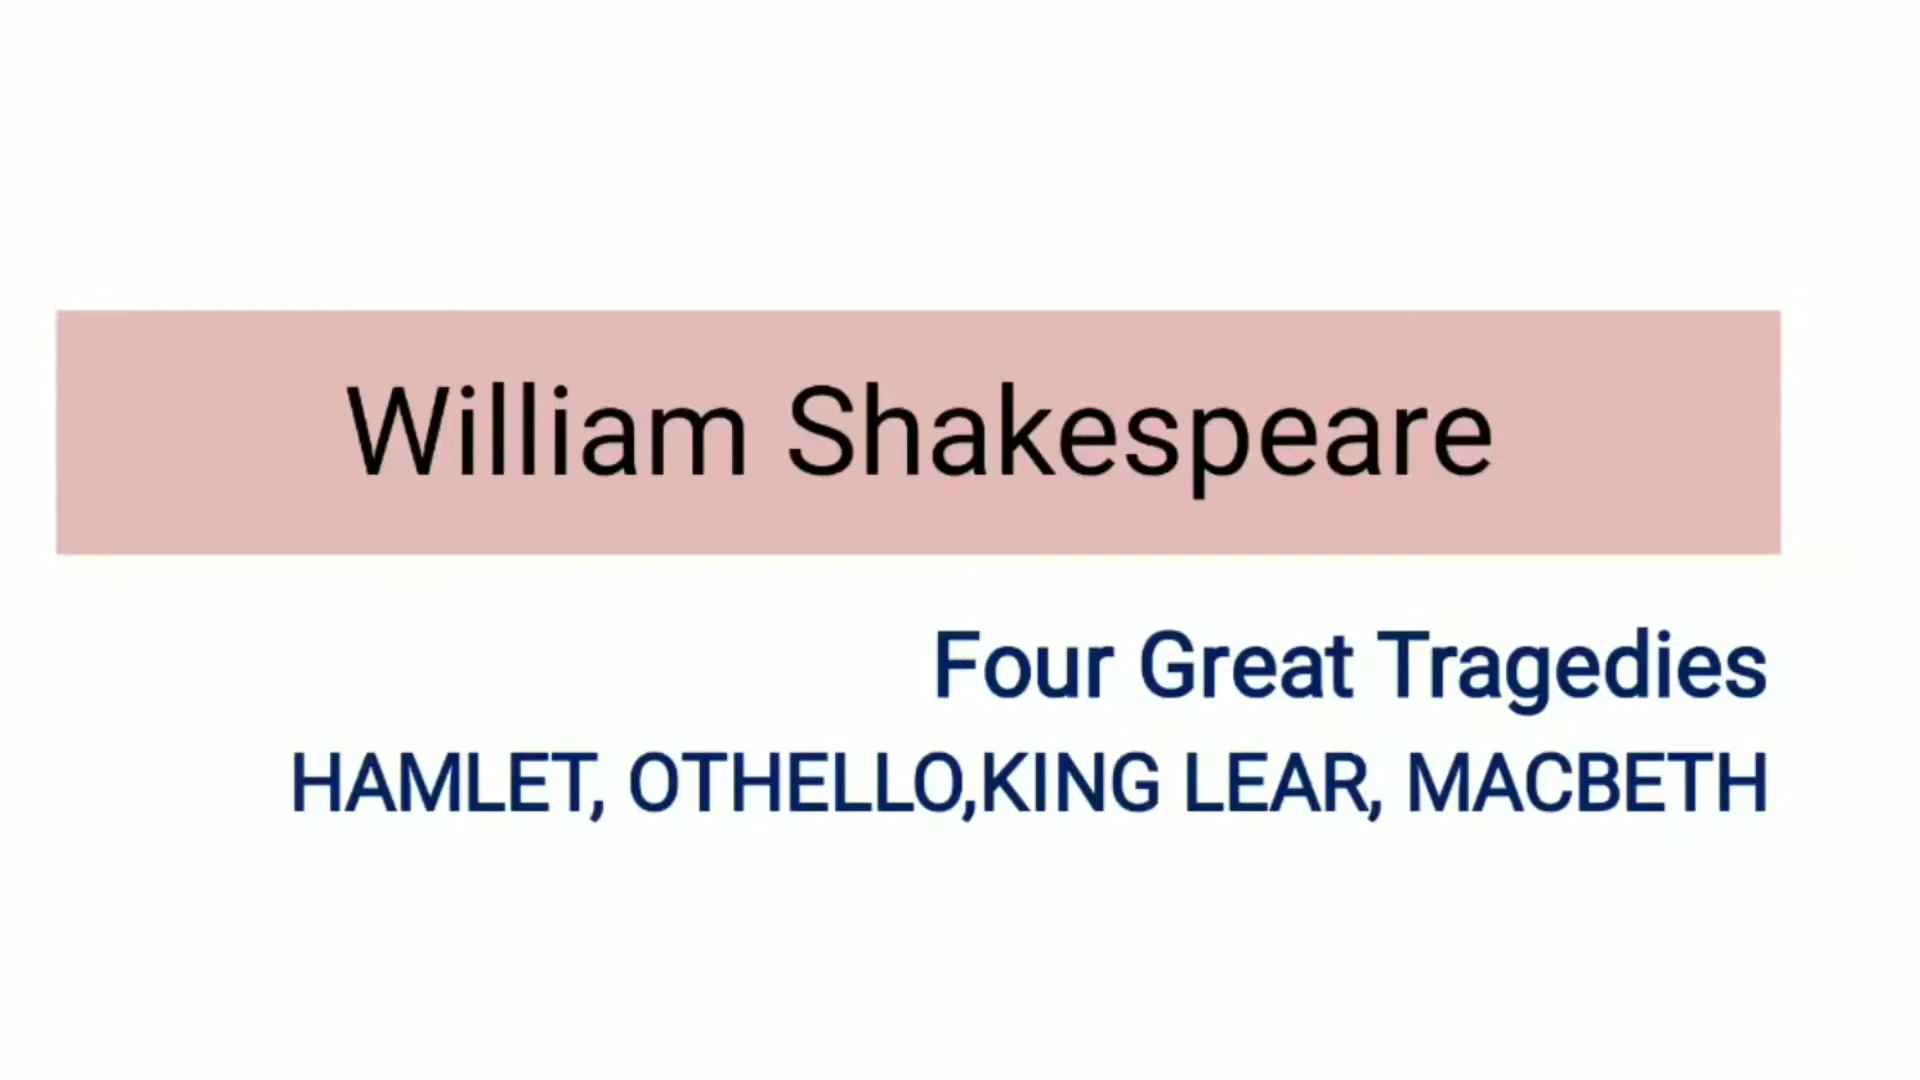 William Shakespeare
Four Great Tragedies
HAMLET, OTHELLO,KING LEAR, MACBETH